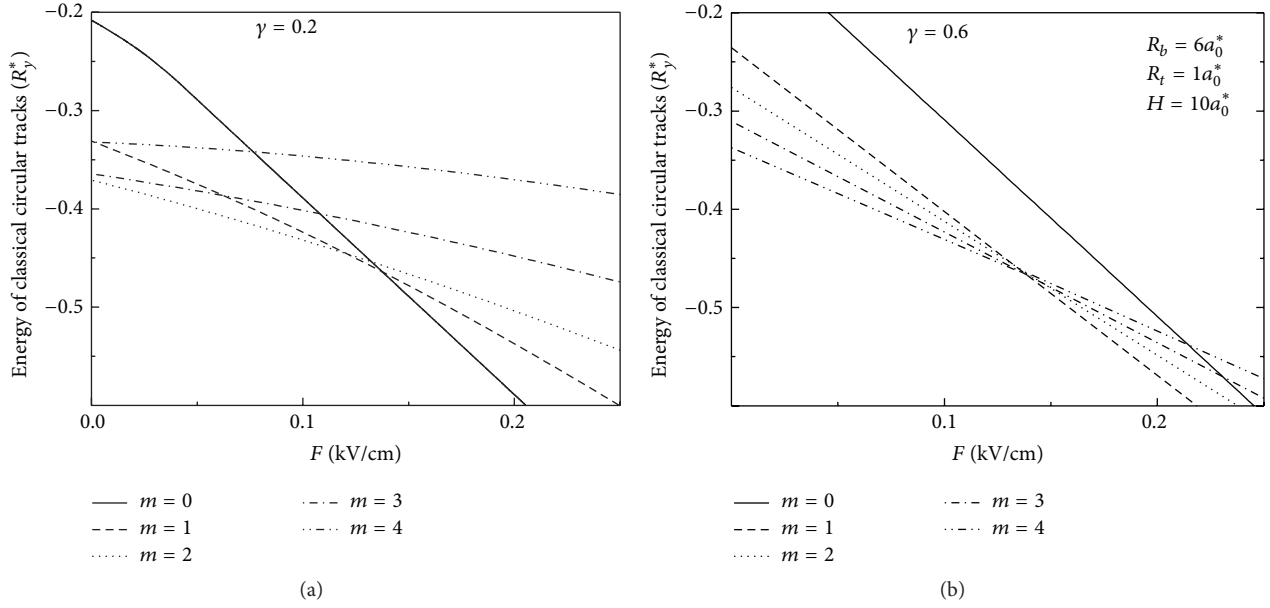 Energy of classical circular tracks (R*y)
−0.2
−0.3
−0.4
−0.5
γ = 0.2
0.0
0.1
0.2
F (kV/cm)
m = 0
m = 1
m = 2
m = 3
m = 4
(a)
Energy of classical circular tracks (R*y)
−0.2
−0.3
−0.4
−0.5
γ = 0.6
Rb = 6a*0
Rt = 1a*0
H = 10a*0
0.1
0.2
F (kV/cm)
m = 0
m = 1
m = 2
m = 3
m = 4
(b)